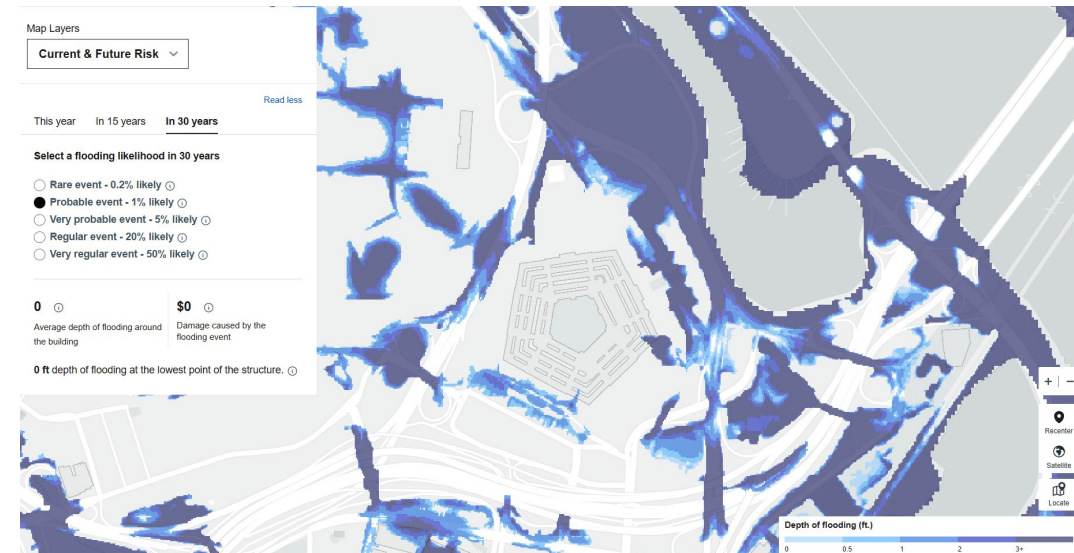 Map Layers
Current & Future Risk
Read less
This year In 15 years In 30 years
Select a flooding likelihood in 30 years
Rare event - 0.2% likely
Probable event - 1% likely
Very probable event - 5% likely
Regular event - 20% likely
Very regular event - 50% likely
0 $0
Average depth of flooding around Damage caused by the
the building flooding event
0 ft depth of flooding at the lowest point of the structure.
+ | −
Recenter
Satellite
Locate
Depth of flooding (ft.)
0 0.5 1 2 3+